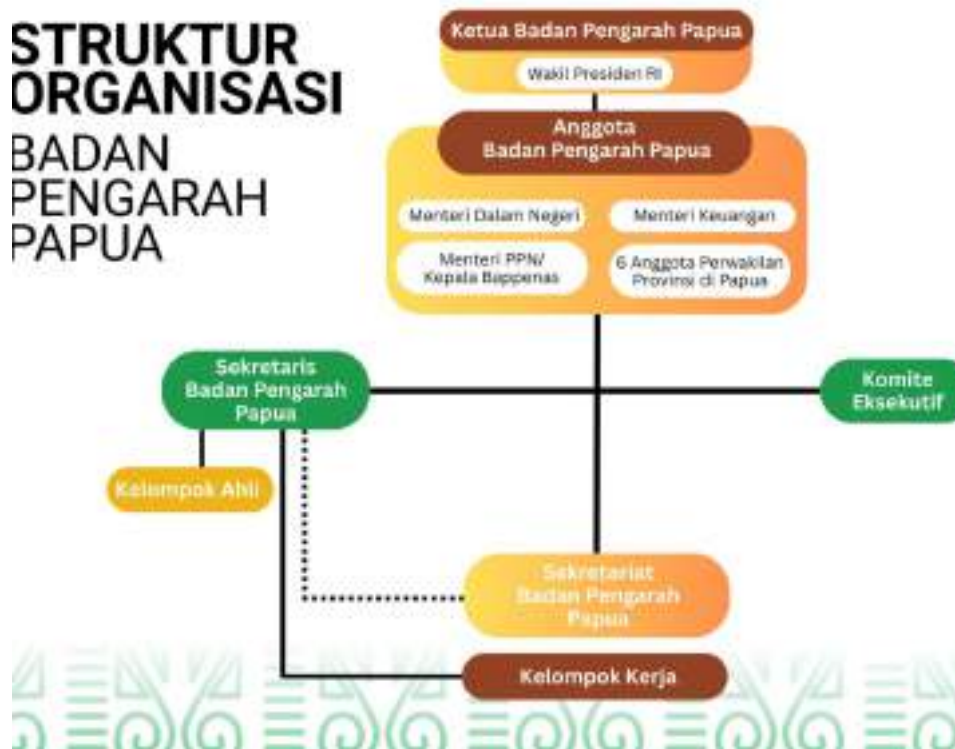 STRUKTUR
ORGANISASI
BADAN
PENGARAH
PAPUA
Ketua Badan Pengarah Papua
Wakil Presiden RI
Anggota
Badan Pengarah Papua
Menteri Dalam Negeri
Menteri Keuangan
Menteri PPN/
Kepala Bappenas
6 Anggota Perwakilan
Provinsi di Papua
Sekretaris
Badan Pengarah
Papua
Komite
Eksekutif
Kelompok Ahli
Sekretariat
Badan Pengarah
Papua
Kelompok Kerja